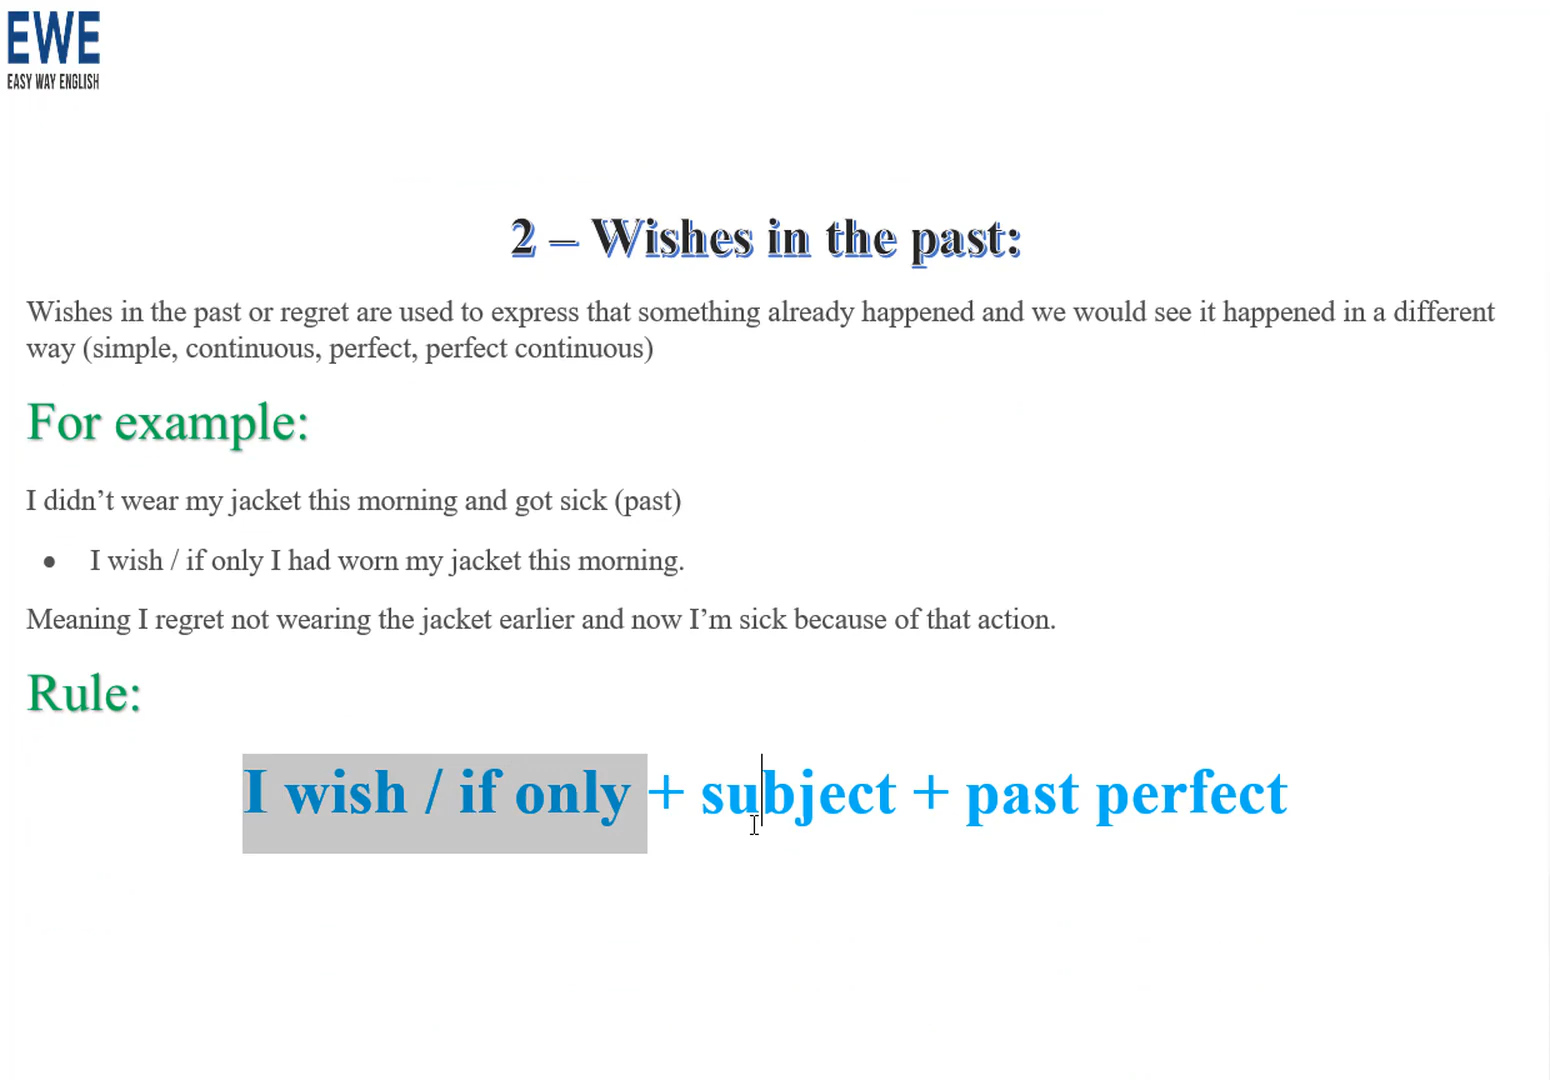 EWE
EASY WAY ENGLISH
2 – Wishes in the past:
Wishes in the past or regret are used to express that something already happened and we would see it happened in a different
way (simple, continuous, perfect, perfect continuous)
For example:
I didn’t wear my jacket this morning and got sick (past)
• I wish / if only I had worn my jacket this morning.
Meaning I regret not wearing the jacket earlier and now I’m sick because of that action.
Rule:
I wish / if only + subject + past perfect